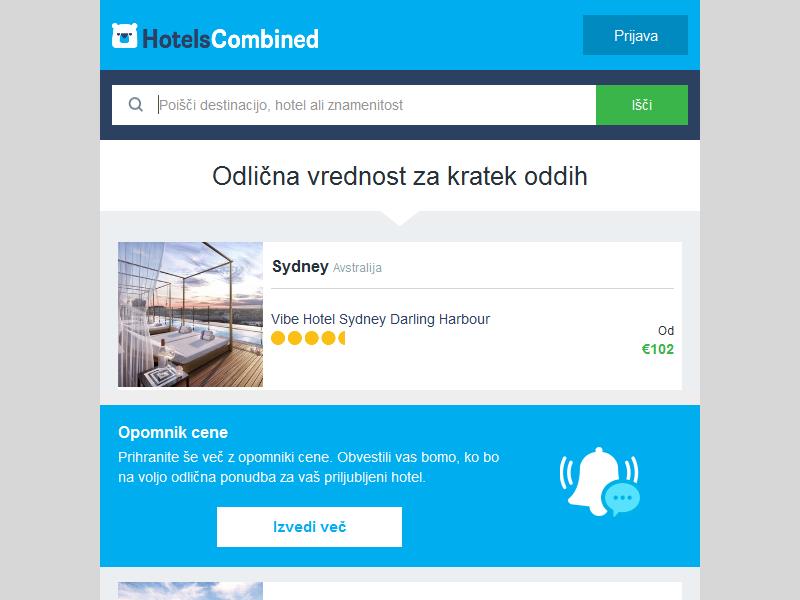 HotelsCombined
Prijava
Poišči destinacijo, hotel ali znamenitost
Išči
Odlična vrednost za kratek oddih
Sydney Avstralija
Vibe Hotel Sydney Darling Harbour
Od
€102
Opomnik cene
Prihranite še več z opomniki cene. Obvestili vas bomo, ko bo
na voljo odlična ponudba za vaš priljubljeni hotel.
Izvedi več